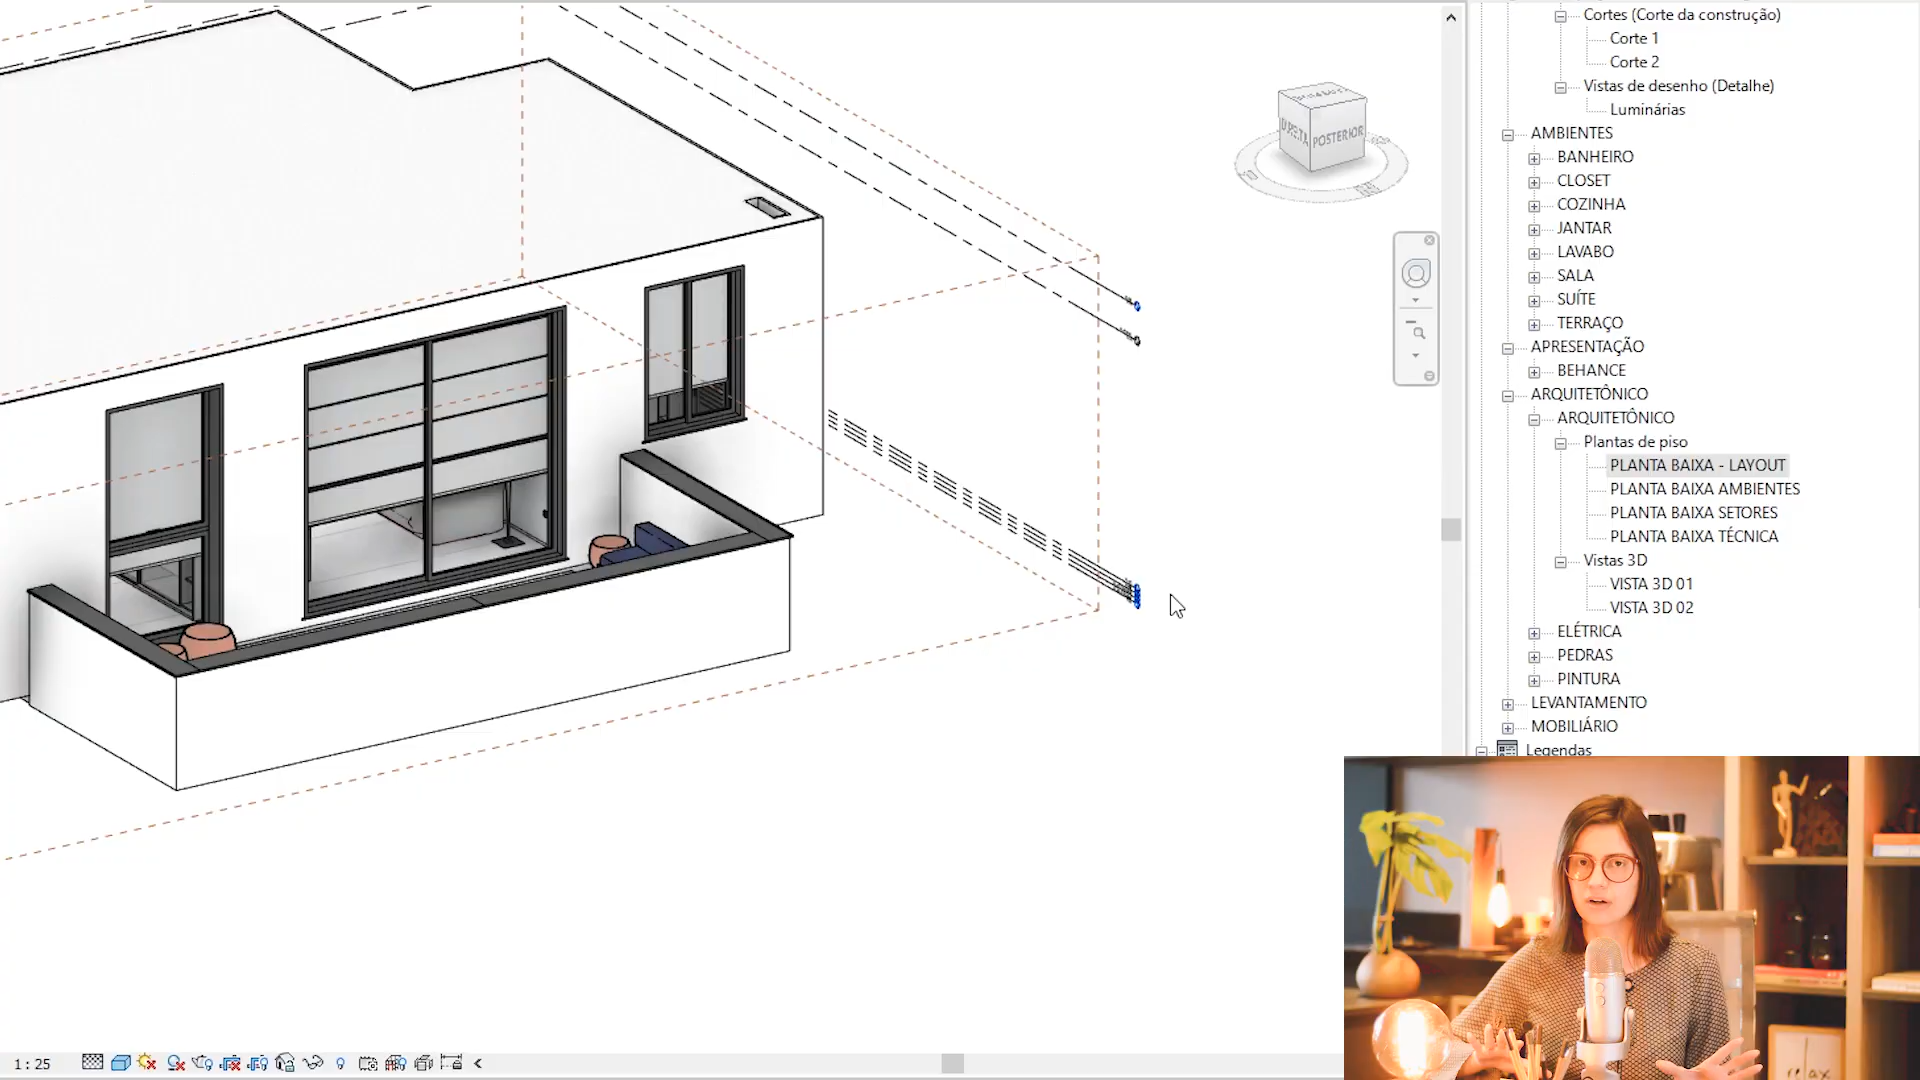 Cortes (Corte da construção)
Corte 1
Corte 2
Vistas de desenho (Detalhe)
Luminárias
AMBIENTES
BANHEIRO
CLOSET
COZINHA
JANTAR
LAVABO
SALA
SUÍTE
TERRAÇO
APRESENTAÇÃO
BEHANCE
ARQUITETÔNICO
ARQUITETÔNICO
Plantas de piso
PLANTA BAIXA - LAYOUT
PLANTA BAIXA AMBIENTES
PLANTA BAIXA SETORES
PLANTA BAIXA TÉCNICA
Vistas 3D
VISTA 3D 01
VISTA 3D 02
ELÉTRICA
PEDRAS
PINTURA
LEVANTAMENTO
MOBILIÁRIO
Legendas
DIREITA
POSTERIOR
1 : 25
relax